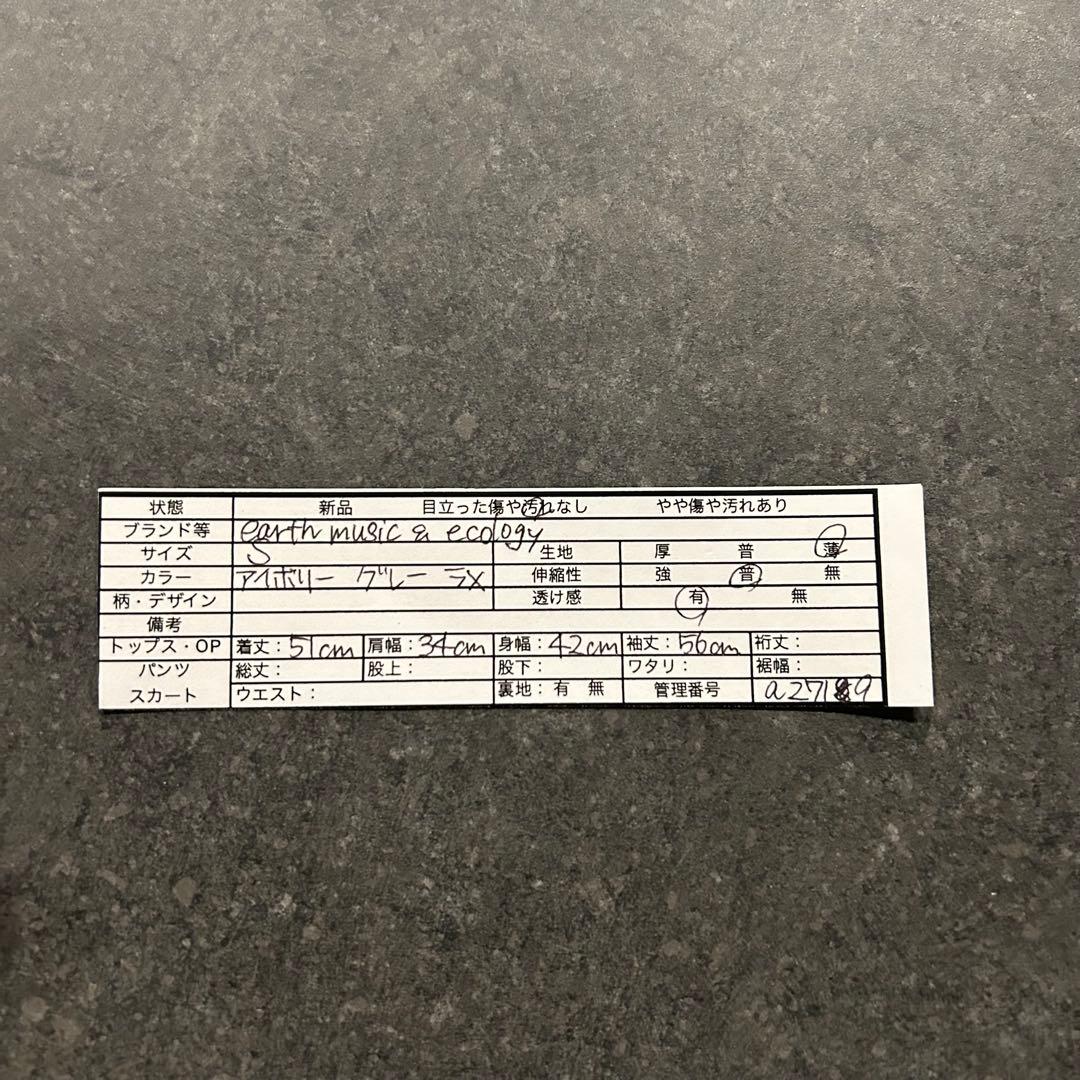 状態 新品 目立った傷や汚れなし やや傷や汚れあり
ブランド等 earth music & ecology
サイズ S 生地 厚 普 薄
カラー アイボリー グレー ラメ 伸縮性 強 普 無
柄・デザイン 透け感 有 無
備考
トップス・OP 着丈：51cm 肩幅：34cm 身幅：42cm 袖丈：56cm 裄丈：
パンツ 総丈： 股上： 股下： ワタリ： 裾幅：
スカート ウエスト： 裏地：有 無 管理番号 a27189